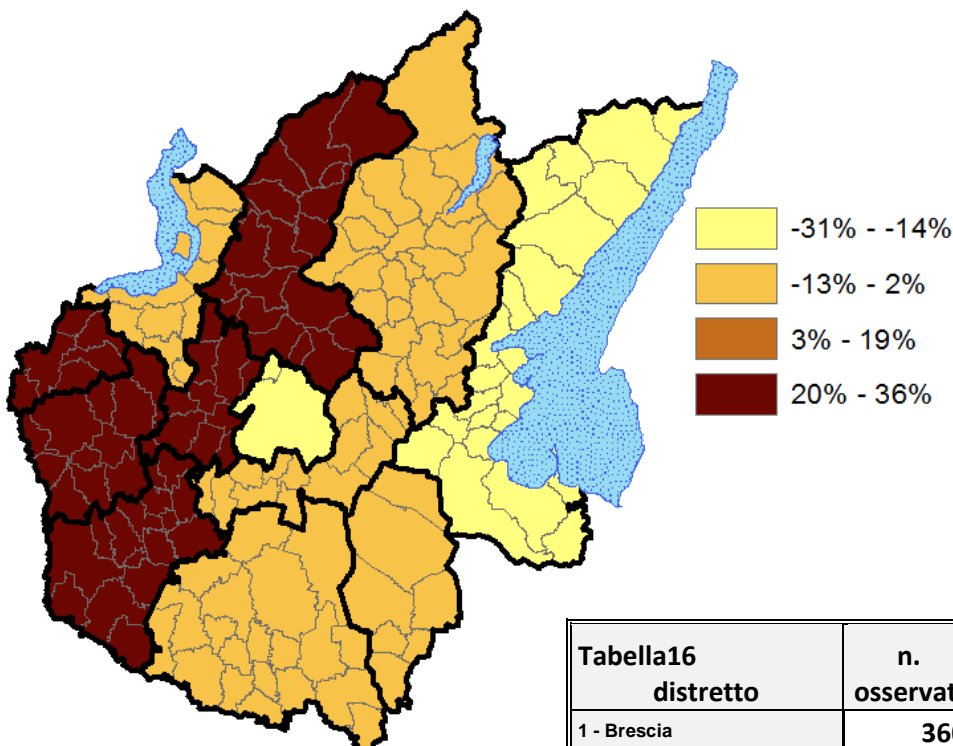 -31% - -14%
-13% - 2%
3% - 19%
20% - 36%
Tabella16 n.
distretto osservat
1 - Brescia 36